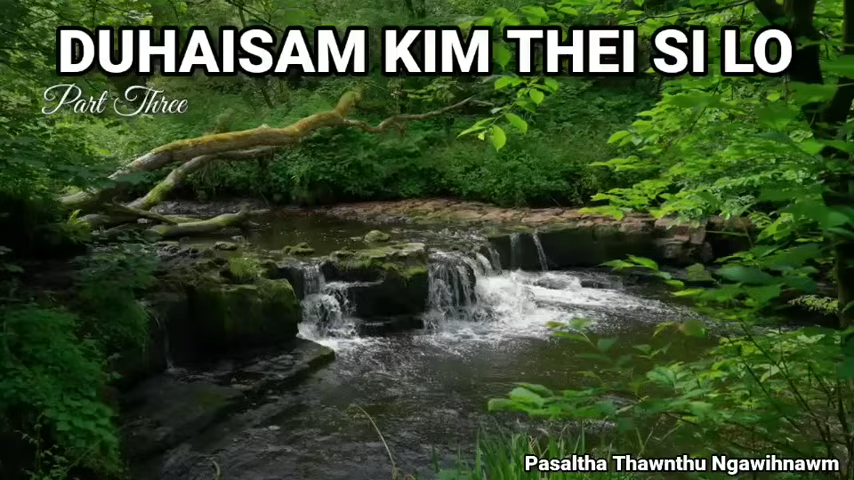 DUHAISAM KIM THEI SI LO
Part Three
Pasaltha Thawnthu Ngawihnawm